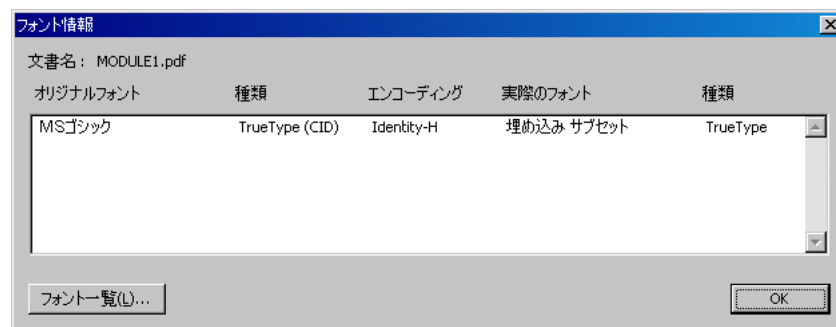 フォント情報
文書名： MODULE1.pdf
オリジナルフォント 種類 エンコーディング 実際のフォント 種類
MSゴシック TrueType (CID) Identity-H 埋め込み サブセット TrueType
フォント一覧(L)... OK